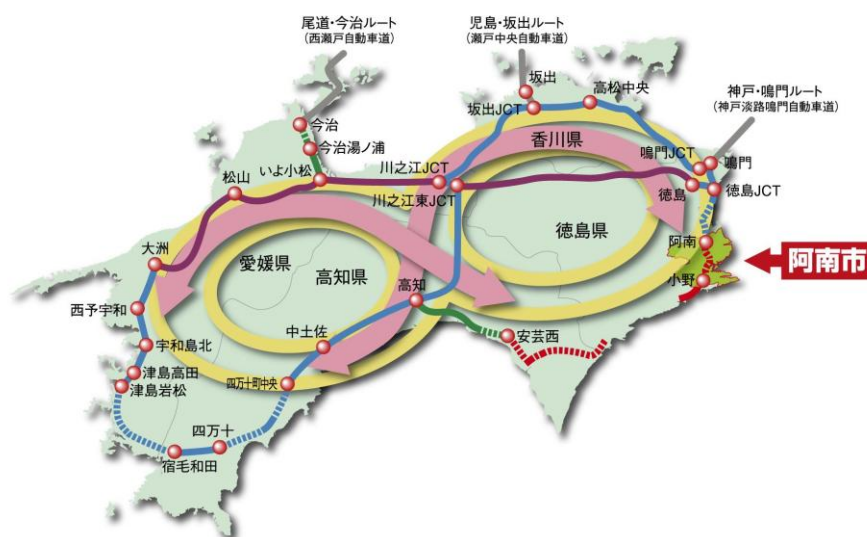 尾道・今治ルート
（西瀬戸自動車道）
児島・坂出ルート
（瀬戸中央自動車道）
神戸・鳴門ルート
（神戸淡路鳴門自動車道）
坂出
高松中央
坂出JCT
今治
今治湯ノ浦
香川県
鳴門JCT
鳴門
いよ小松
川之江JCT
松山
川之江東JCT
徳島
徳島JCT
徳島県
阿南
大洲
愛媛県
高知県
阿南市
小野
高知
西予宇和
中土佐
安芸西
宇和島北
津島高田
津島岩松
四万十町中央
四万十
宿毛和田